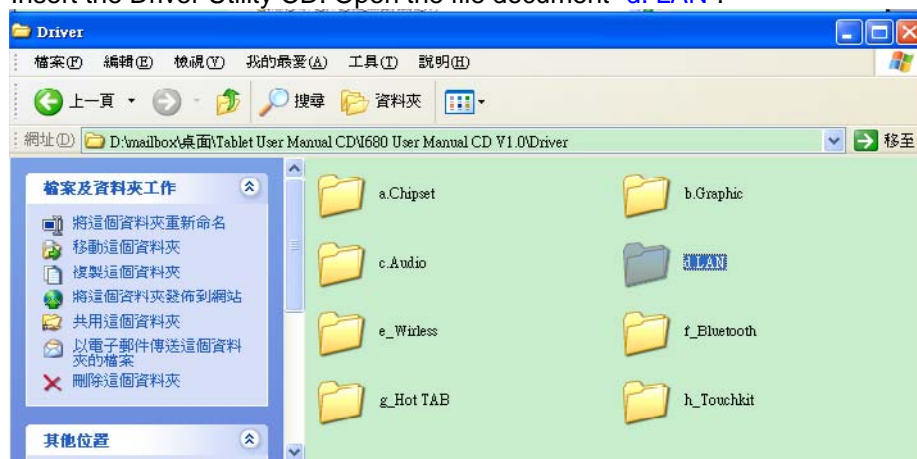 Insert the Driver Utility CD. Open the file document "d. LAN".
Driver
檔案(F) 編輯(E) 檢視(V) 我的最愛(A) 工具(T) 說明(H)
上一頁 搜尋 資料夾
網址(D) D:\mailbox\桌面\Tablet User Manual CD\I680 User Manual CD V1.0\Driver 移至
檔案及資料夾工作
將這個資料夾重新命名
移動這個資料夾
複製這個資料夾
將這個資料夾發佈到網站
共用這個資料夾
以電子郵件傳送這個資料
夾的檔案
刪除這個資料夾
其他位置
a.Chipset
b.Graphic
c.Audio
d.LAN
e_Wirless
f_Bluetooth
g_Hot TAB
h_Touchkit